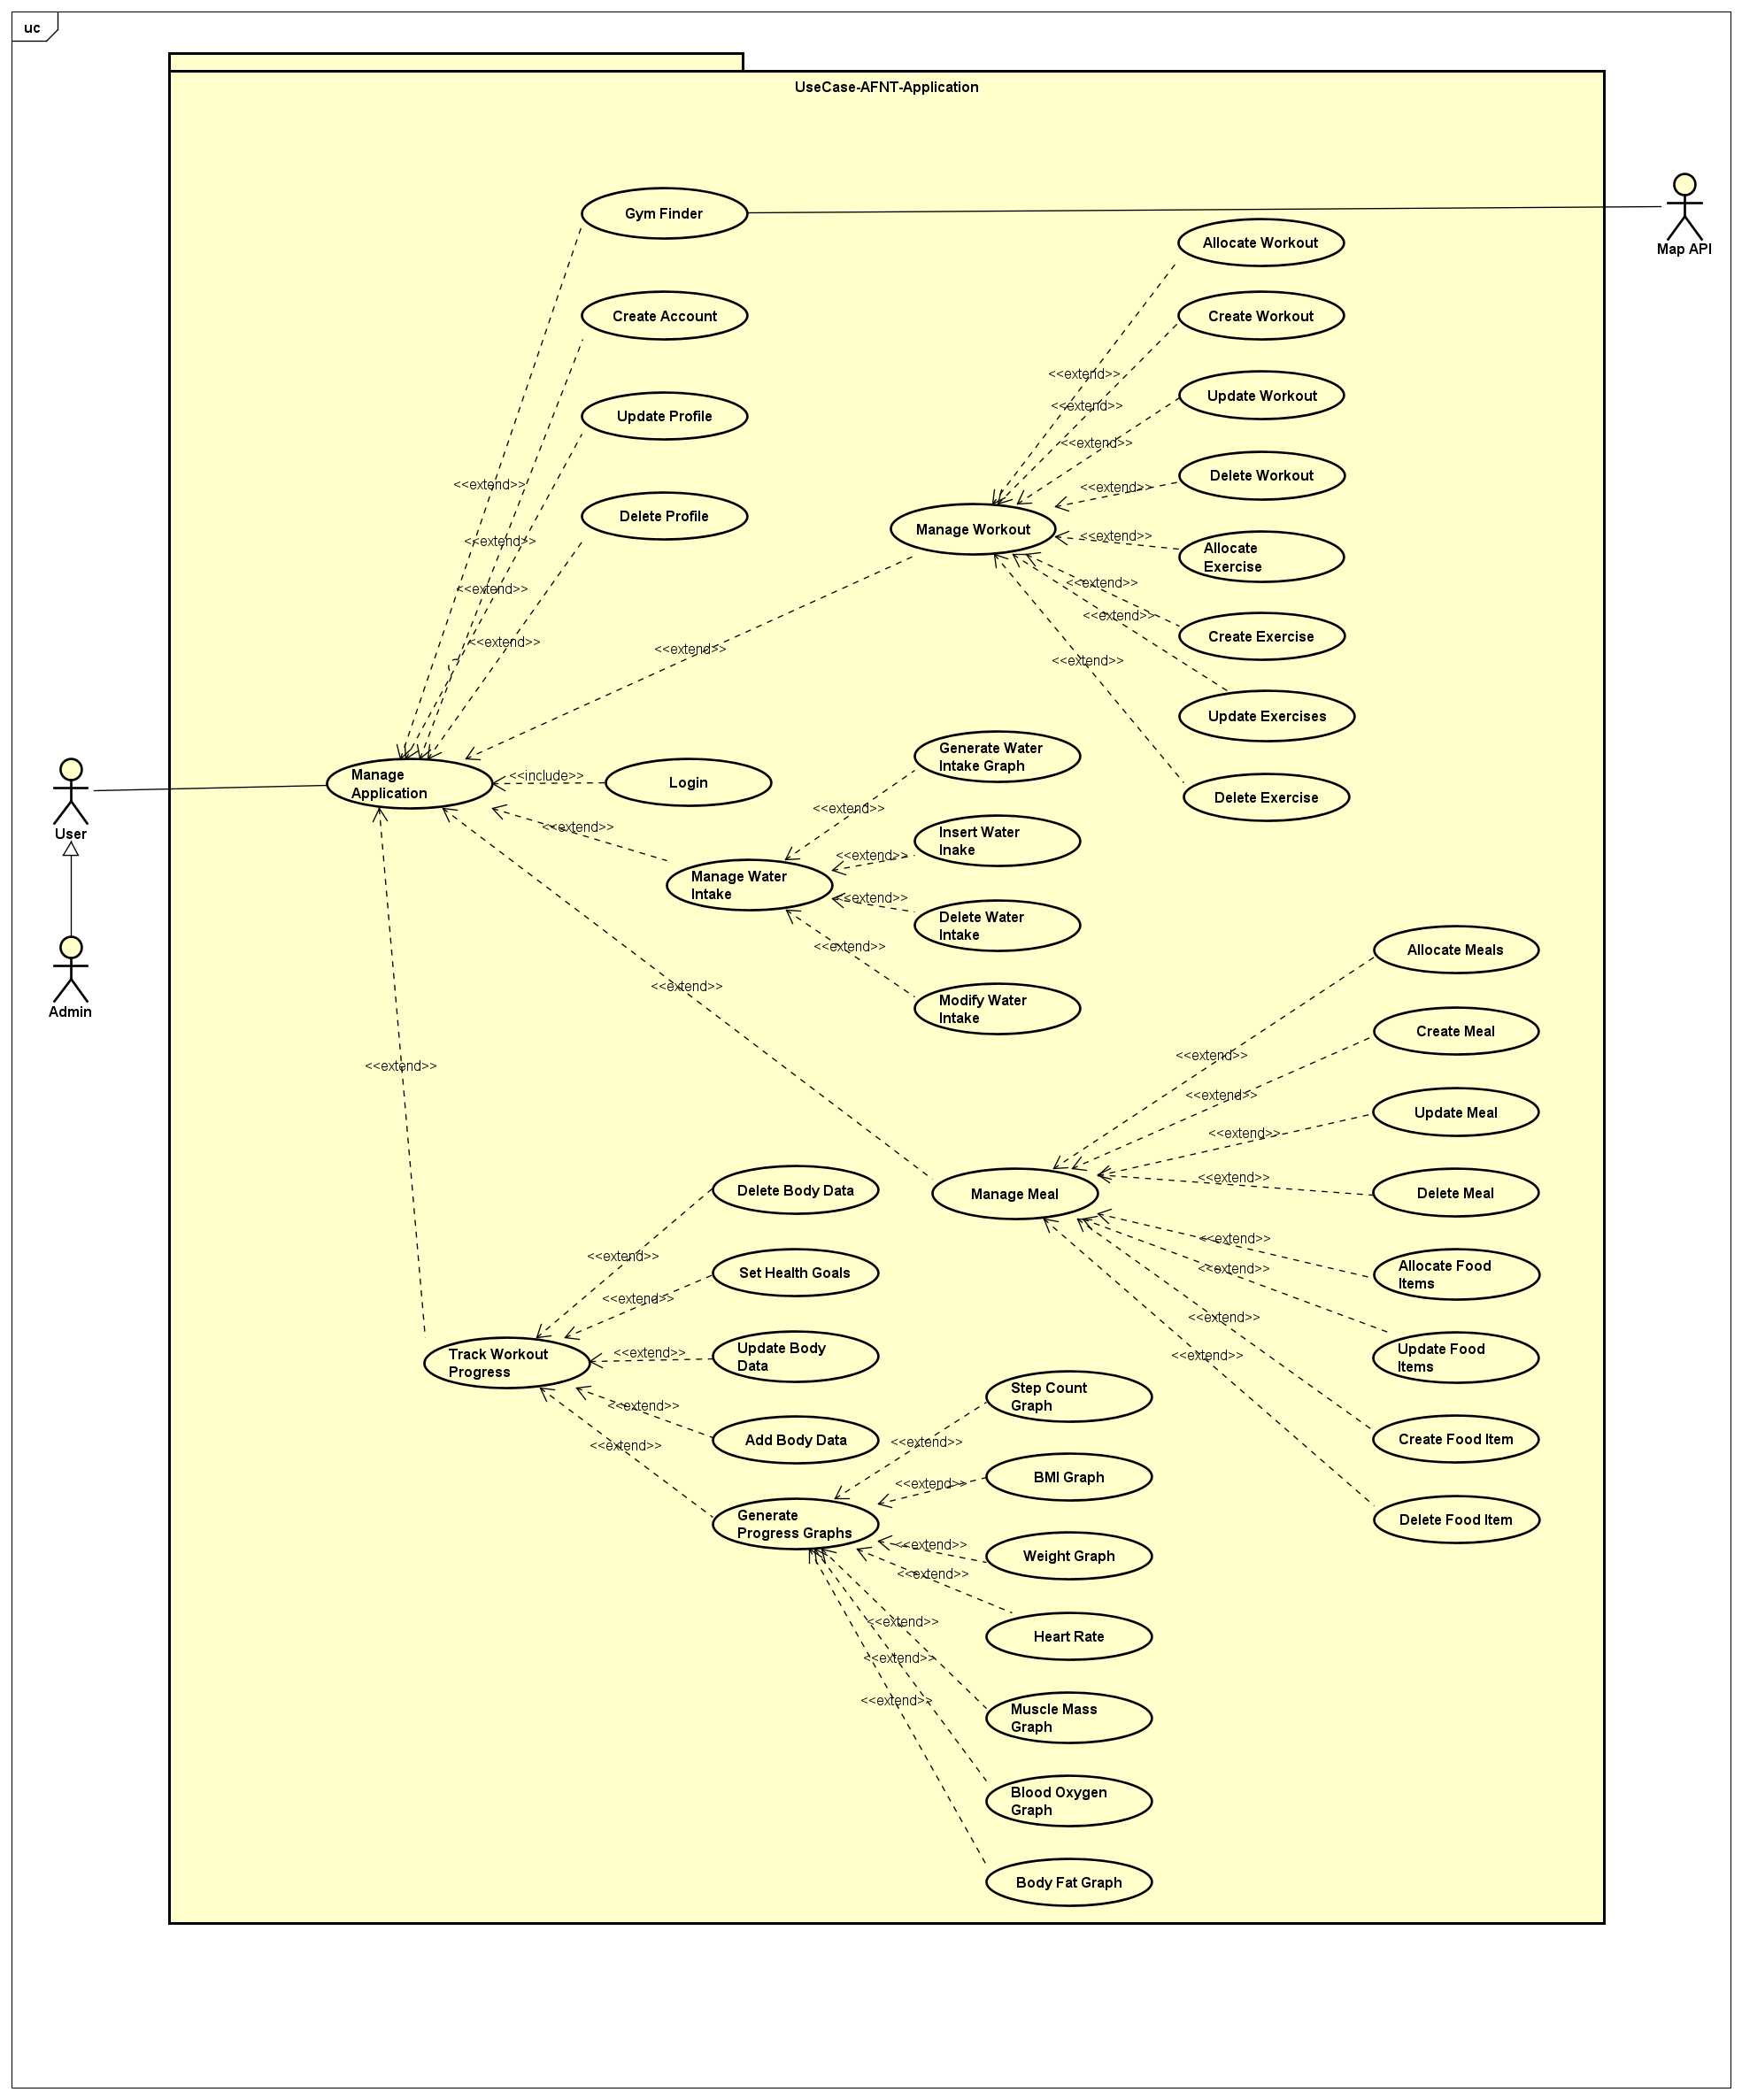 uc
UseCase-AFNT-Application
Gym Finder
Map API
Allocate Workout
Create Account
Create Workout
<<extend>>
<<extend>>
Update Workout
Update Profile
<<extend>>
Delete Workout
<<extend>>
<<extend>>
Delete Profile
Manage Workout
<<extend>>
<<extend>>
Allocate
Exercise
<<extend>>
<<extend>>
<<extend>>
Create Exercise
<<extend>>
<<extend>>
<<extend>>
Update Exercises
Generate Water
Intake Graph
Manage
Application
<<include>>
Login
Delete Exercise
<<extend>>
User
<<extend>>
Insert Water
Inake
<<extend>>
Manage Water
Intake
<<extend>>
Delete Water
Intake
<<extend>>
Allocate Meals
<<extend>>
Modify Water
Intake
Admin
Create Meal
<<extend>>
<<extend>>
<<extend>>
Update Meal
<<extend>>
<<extend>>
Delete Body Data
Manage Meal
Delete Meal
<<extend>>
<<extend>>
Set Health Goals
<<extend>>
Allocate Food
Items
<<extend>>
<<extend>>
Update Body
Data
<<extend>>
<<extend>>
Update Food
Items
Track Workout
Progress
<<extend>>
Step Count
Graph
<<extend>>
Add Body Data
Create Food Item
<<extend>>
<<extend>>
BMI Graph
<<extend>>
Generate
Progress Graphs
Delete Food Item
<<extend>>
Weight Graph
<<extend>>
<<extend>>
Heart Rate
<<extend>>
<<extend>>
Muscle Mass
Graph
Blood Oxygen
Graph
Body Fat Graph